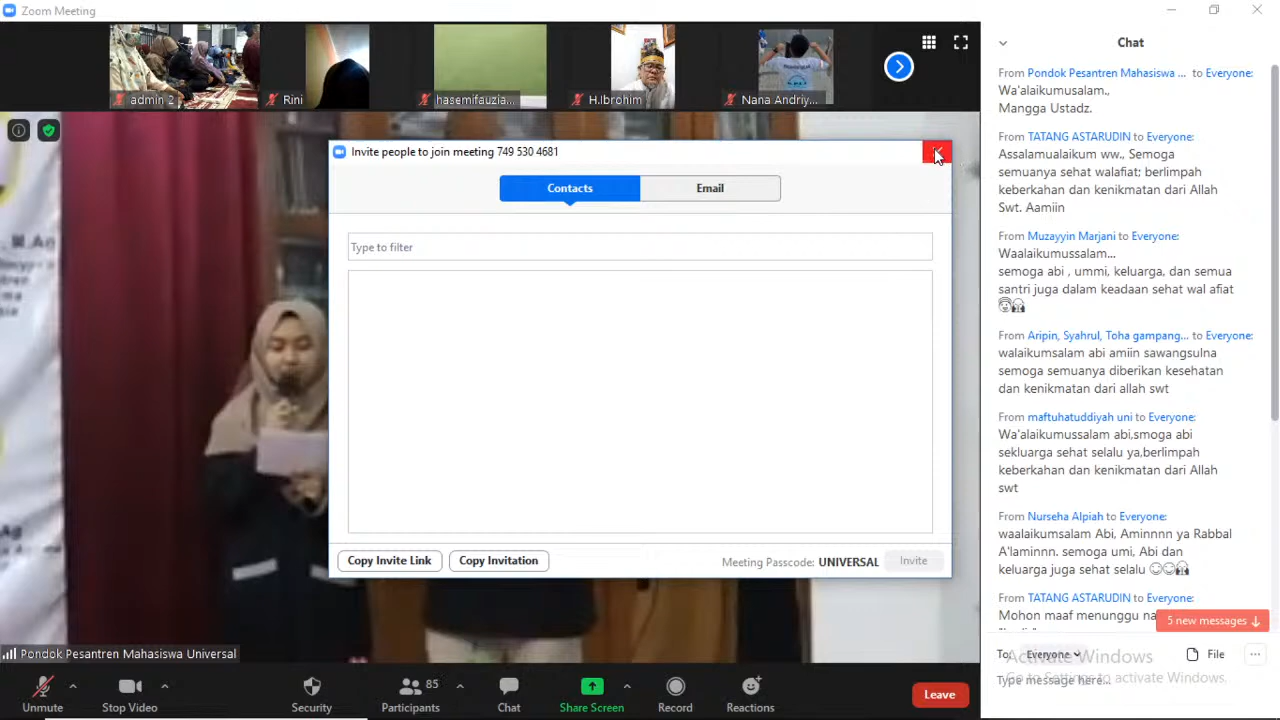 Zoom Meeting
admin 2
Rini
hasemifauzia...
H.Ibrohim
Nana Andriy...
Invite people to join meeting 749 530 4681
Contacts
Email
Type to filter
Copy Invite Link
Copy Invitation
Meeting Passcode: UNIVERSAL
Invite
Pondok Pesantren Mahasiswa Universal
Unmute
Stop Video
Security
Participants
85
Chat
Share Screen
Record
Reactions
Leave
Chat
From Pondok Pesantren Mahasiswa ... to Everyone:
Wa'alaikumusalam.,
Mangga Ustadz.
From TATANG ASTARUDIN to Everyone:
Assalamualaikum ww., Semoga
semuanya sehat walafiat; berlimpah
keberkahan dan kenikmatan dari Allah
Swt. Aamiin
From Muzayyin Marjani to Everyone:
Waalaikumussalam...
semoga abi , ummi, keluarga, dan semua
santri juga dalam keadaan sehat wal afiat
From Aripin, Syahrul, Toha gampang... to Everyone:
walaikumsalam abi amiin sawangsulna
semoga semuanya diberikan kesehatan
dan kenikmatan dari allah swt
From maftuhatuddiyah uni to Everyone:
Wa'alaikumussalam abi,smoga abi
sekluarga sehat selalu ya,berlimpah
keberkahan dan kenikmatan dari Allah
swt
From Nurseha Alpiah to Everyone:
waalaikumsalam Abi, Aminnnn ya Rabbal
A'laminnn. semoga umi, Abi dan
keluarga juga sehat selalu
From TATANG ASTARUDIN to Everyone:
Mohon maaf menunggu
5 new messages
To: Everyone
File
Type message here...
Activate Windows
Go to Settings to activate Windows.